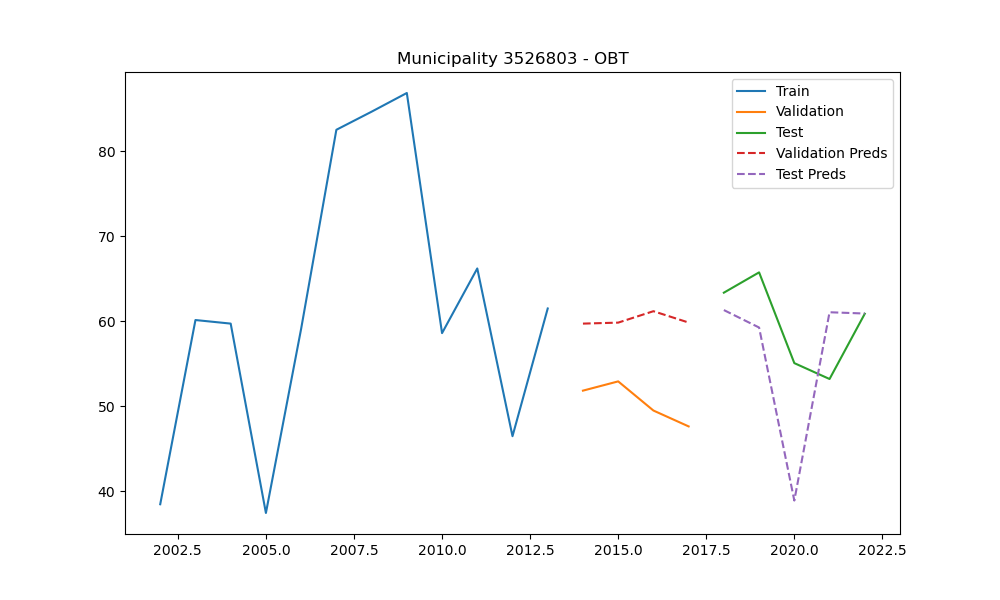 Municipality 3526803 - OBT
Train
Validation
Test
Validation Preds
Test Preds
80
70
60
50
40
2002.5 2005.0 2007.5 2010.0 2012.5 2015.0 2017.5 2020.0 2022.5